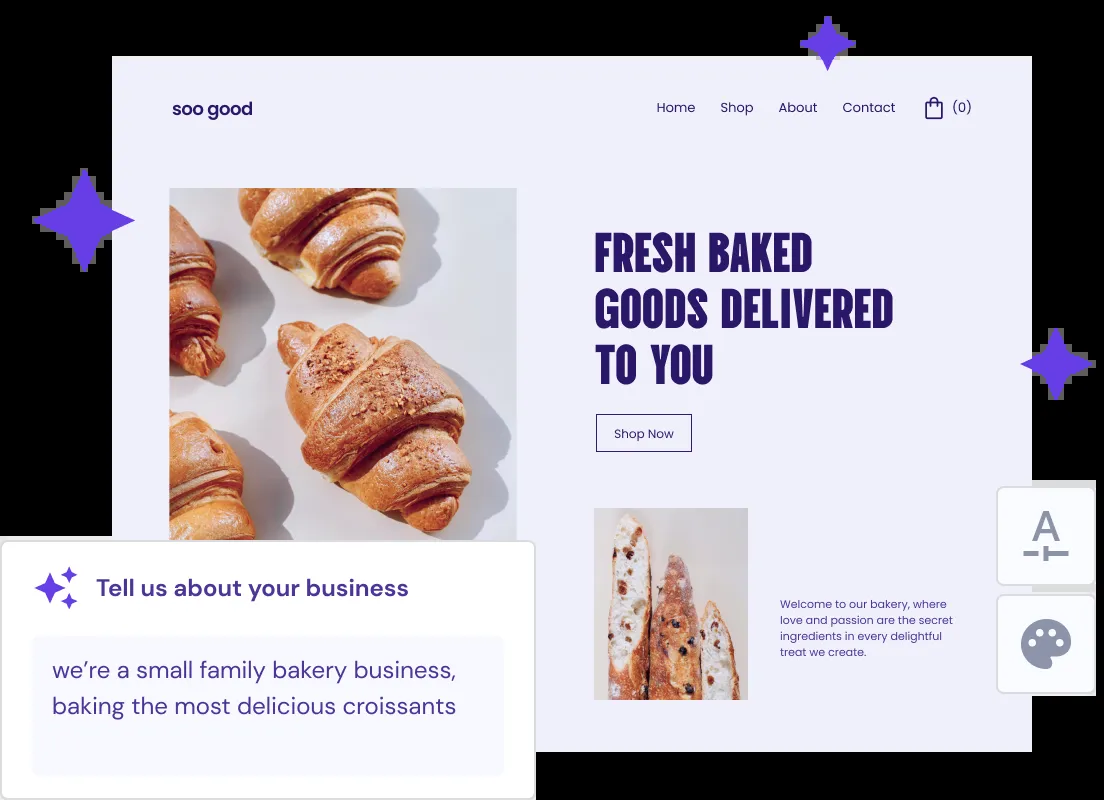 soo good
Home Shop About Contact (0)
FRESH BAKED
GOODS DELIVERED
TO YOU
Shop Now
Welcome to our bakery, where
love and passion are the secret
ingredients in every delightful
treat we create.
A
Tell us about your business
we’re a small family bakery business,
baking the most delicious croissants